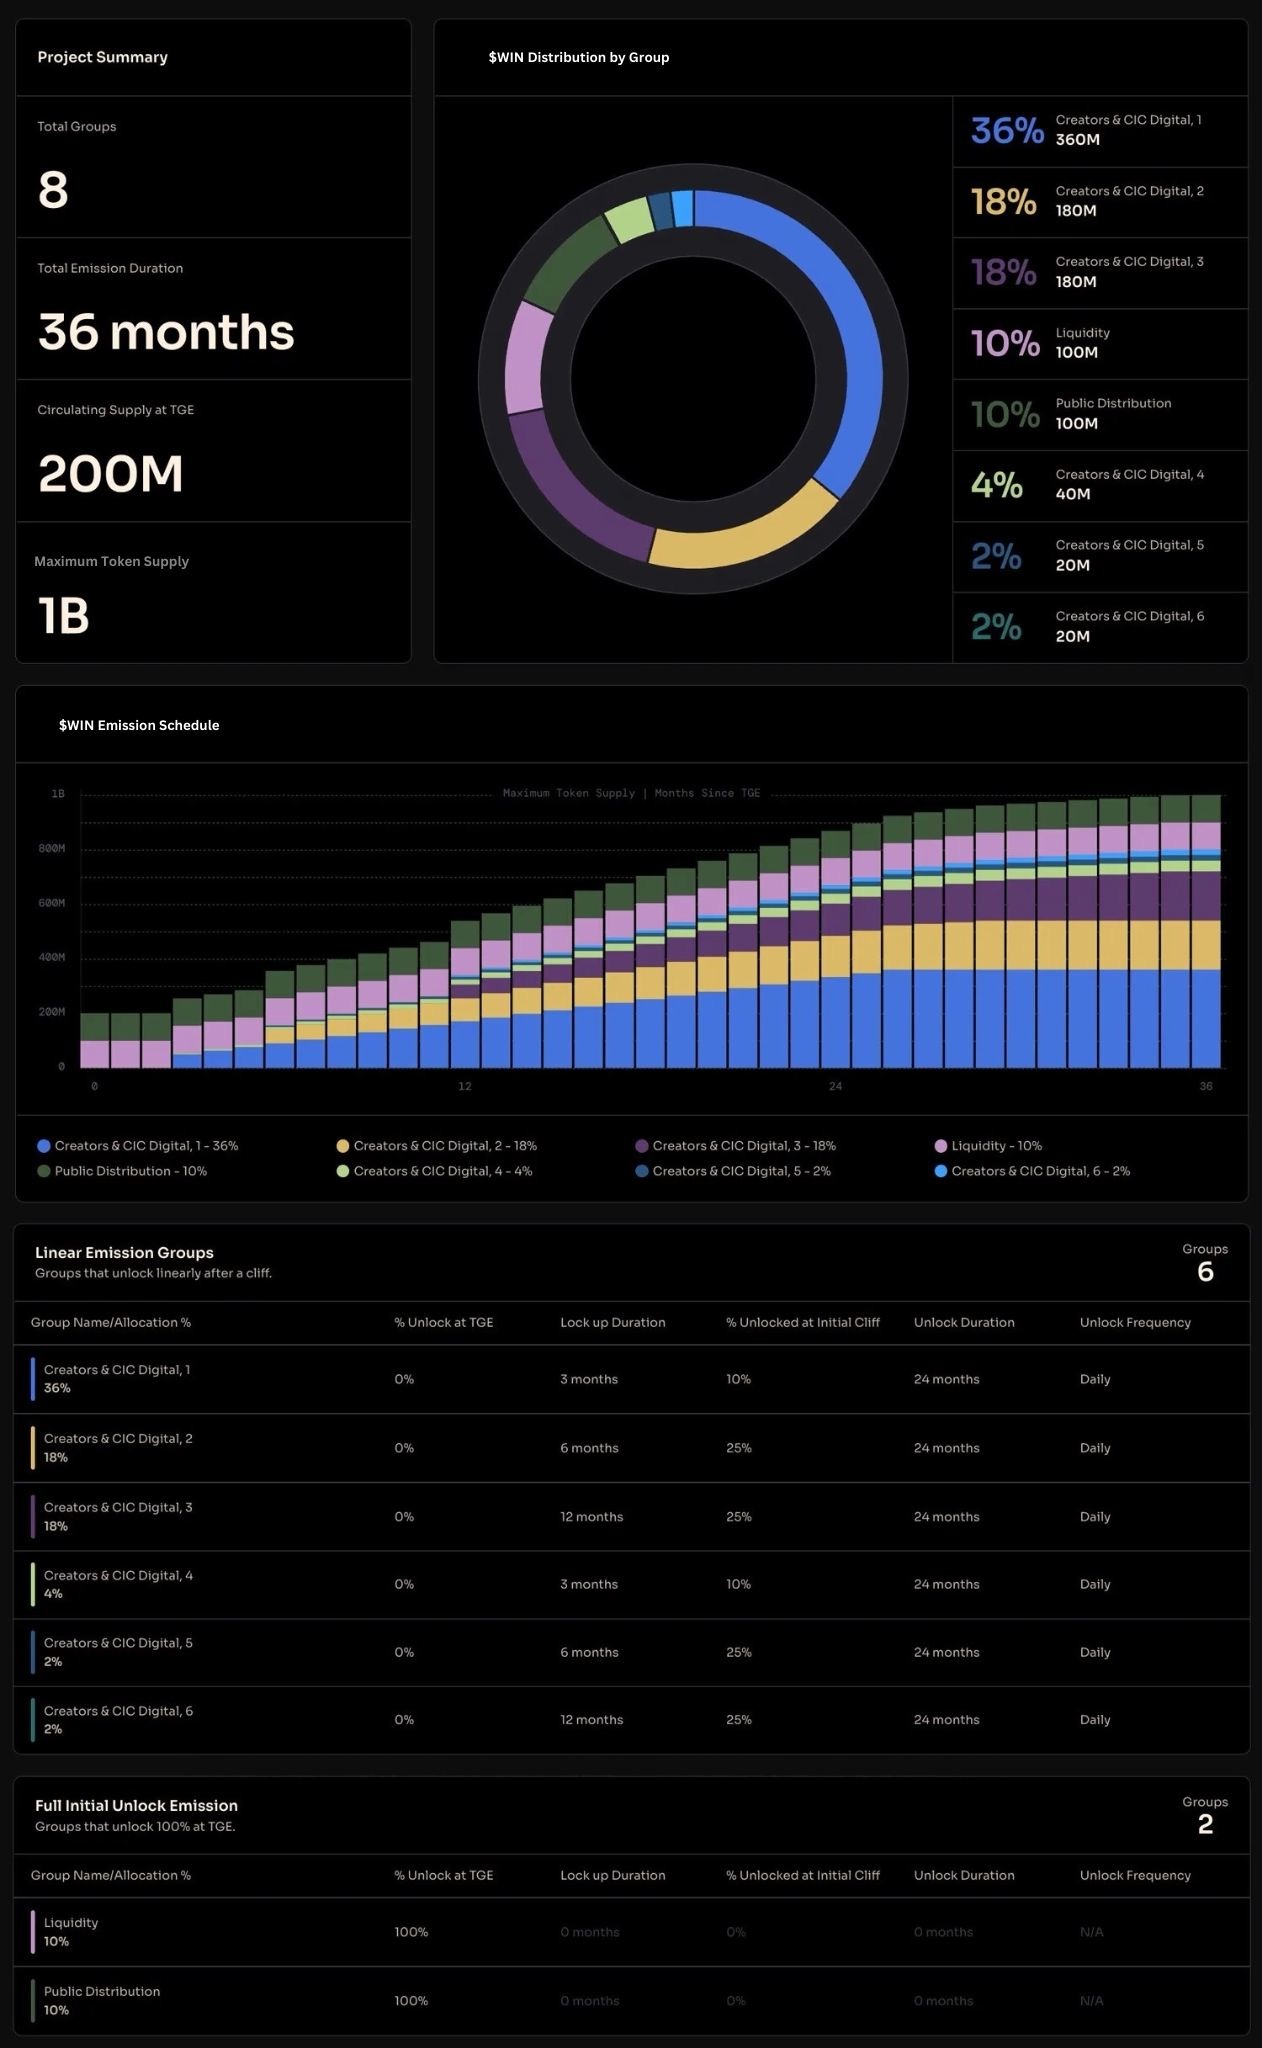 Project Summary
Total Groups
8
Total Emission Duration
36 months
Circulating Supply at TGE
200M
Maximum Token Supply
1B
$WIN Distribution by Group
36% Creators & CIC Digital, 1
360M
18% Creators & CIC Digital, 2
180M
18% Creators & CIC Digital, 3
180M
10% Liquidity
100M
10% Public Distribution
100M
4% Creators & CIC Digital, 4
40M
2% Creators & CIC Digital, 5
20M
2% Creators & CIC Digital, 6
20M
$WIN Emission Schedule
Maximum Token Supply | Months Since TGE
1B
800M
600M
400M
200M
0
0 12 24 36
Creators & CIC Digital, 1 - 36% Creators & CIC Digital, 2 - 18% Creators & CIC Digital, 3 - 18% Liquidity - 10%
Public Distribution - 10% Creators & CIC Digital, 4 - 4% Creators & CIC Digital, 5 - 2% Creators & CIC Digital, 6 - 2%
Linear Emission Groups
Groups that unlock linearly after a cliff.
Groups
6
Group Name/Allocation % % Unlock at TGE Lock up Duration % Unlocked at Initial Cliff Unlock Duration Unlock Frequency
Creators & CIC Digital, 1
36% 0% 3 months 10% 24 months Daily
Creators & CIC Digital, 2
18% 0% 6 months 25% 24 months Daily
Creators & CIC Digital, 3
18% 0% 12 months 25% 24 months Daily
Creators & CIC Digital, 4
4% 0% 3 months 10% 24 months Daily
Creators & CIC Digital, 5
2% 0% 6 months 25% 24 months Daily
Creators & CIC Digital, 6
2% 0% 12 months 25% 24 months Daily
Full Initial Unlock Emission
Groups that unlock 100% at TGE.
Groups
2
Group Name/Allocation % % Unlock at TGE Lock up Duration % Unlocked at Initial Cliff Unlock Duration Unlock Frequency
Liquidity
10% 100% 0 months 0% 0 months N/A
Public Distribution
10% 100% 0 months 0% 0 months N/A